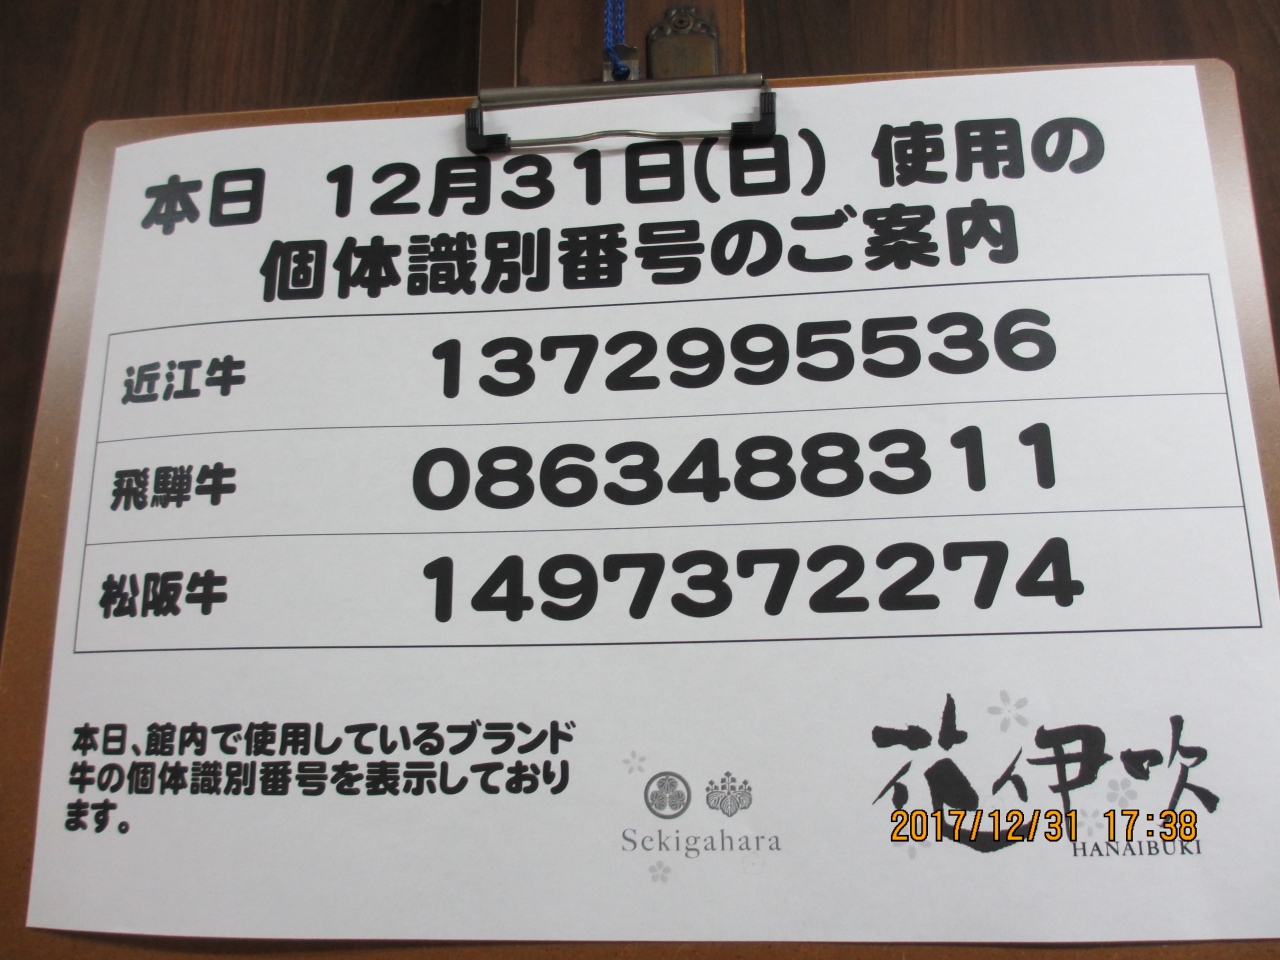 本日　12月31日(日)　使用の
個体識別番号のご案内
近江牛　1372995536
飛騨牛　0863488311
松阪牛　1497372274
本日、館内で使用しているブランド
牛の個体識別番号を表示しており
ます。
Sekigahara
花伊吹
HANAIBUKI
2017/12/31 17:38